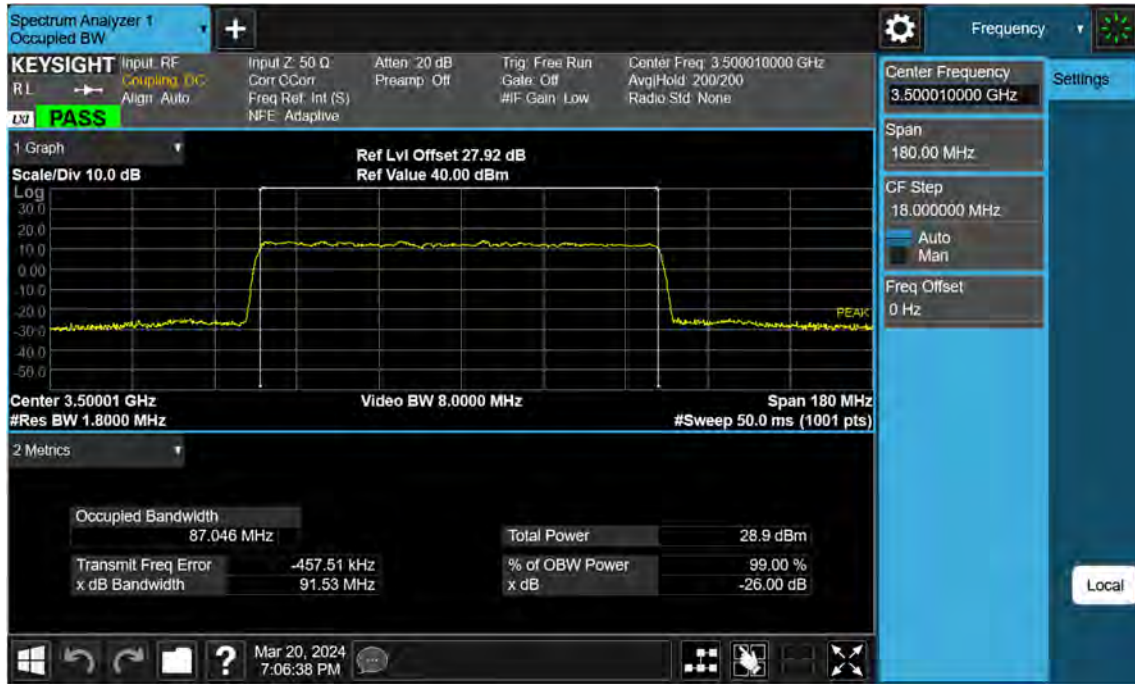 Spectrum Analyzer 1
Occupied BW
+
Frequency
KEYSIGHT
RL
LXI
PASS
Input: RF
Coupling: DC
Align: Auto
Input Z: 50 Ω
Corr CCorr
Freq Ref: Int (S)
NFE: Adaptive
Atten: 20 dB
Preamp: Off
Trig: Free Run
Gate: Off
#IF Gain: Low
Center Freq: 3.500010000 GHz
Avg|Hold: 200/200
Radio Std: None
1 Graph
Scale/Div 10.0 dB
Ref Lvl Offset 27.92 dB
Ref Value 40.00 dBm
Log
30.0
20.0
10.0
0.00
-10.0
-20.0
-30.0
-40.0
-50.0
PEAK
Center 3.50001 GHz
#Res BW 1.8000 MHz
Video BW 8.0000 MHz
Span 180 MHz
#Sweep 50.0 ms (1001 pts)
2 Metrics
Occupied Bandwidth
87.046 MHz
Transmit Freq Error -457.51 kHz
x dB Bandwidth 91.53 MHz
Total Power 28.9 dBm
% of OBW Power 99.00 %
x dB -26.00 dB
Center Frequency
3.500010000 GHz
Span
180.00 MHz
CF Step
18.000000 MHz
Auto
Man
Freq Offset
0 Hz
Settings
Local
?
Mar 20, 2024
7:06:38 PM